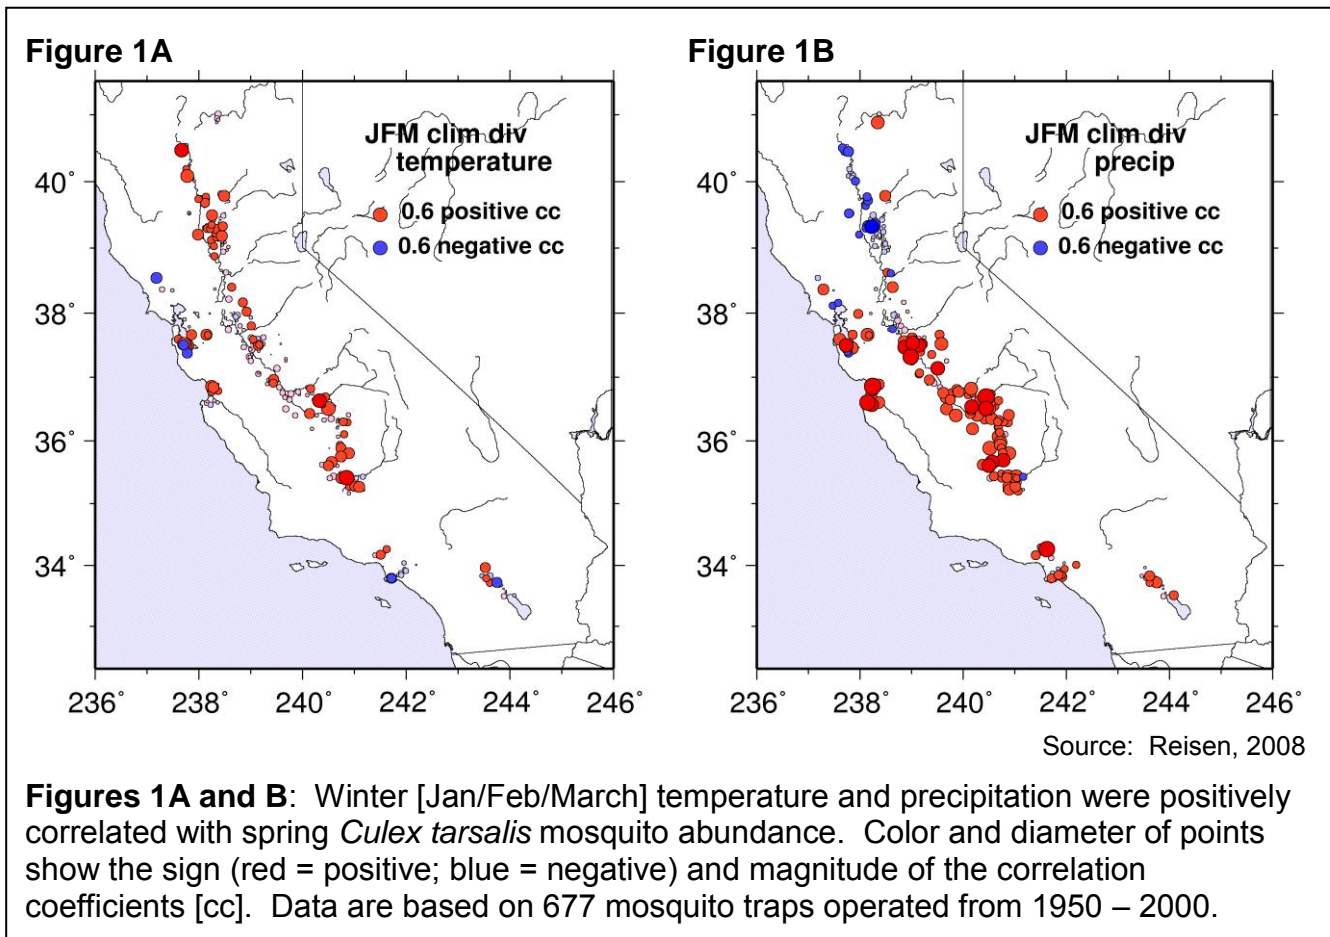 Figure 1A
Figure 1B
JFM clim div
temperature
0.6 positive cc
0.6 negative cc
40°
38°
36°
34°
236° 238° 240° 242° 244° 246°
JFM clim div
precip
0.6 positive cc
0.6 negative cc
40°
38°
36°
34°
236° 238° 240° 242° 244° 246°
Source: Reisen, 2008
Figures 1A and B: Winter [Jan/Feb/March] temperature and precipitation were positively
correlated with spring Culex tarsalis mosquito abundance. Color and diameter of points
show the sign (red = positive; blue = negative) and magnitude of the correlation
coefficients [cc]. Data are based on 677 mosquito traps operated from 1950 – 2000.